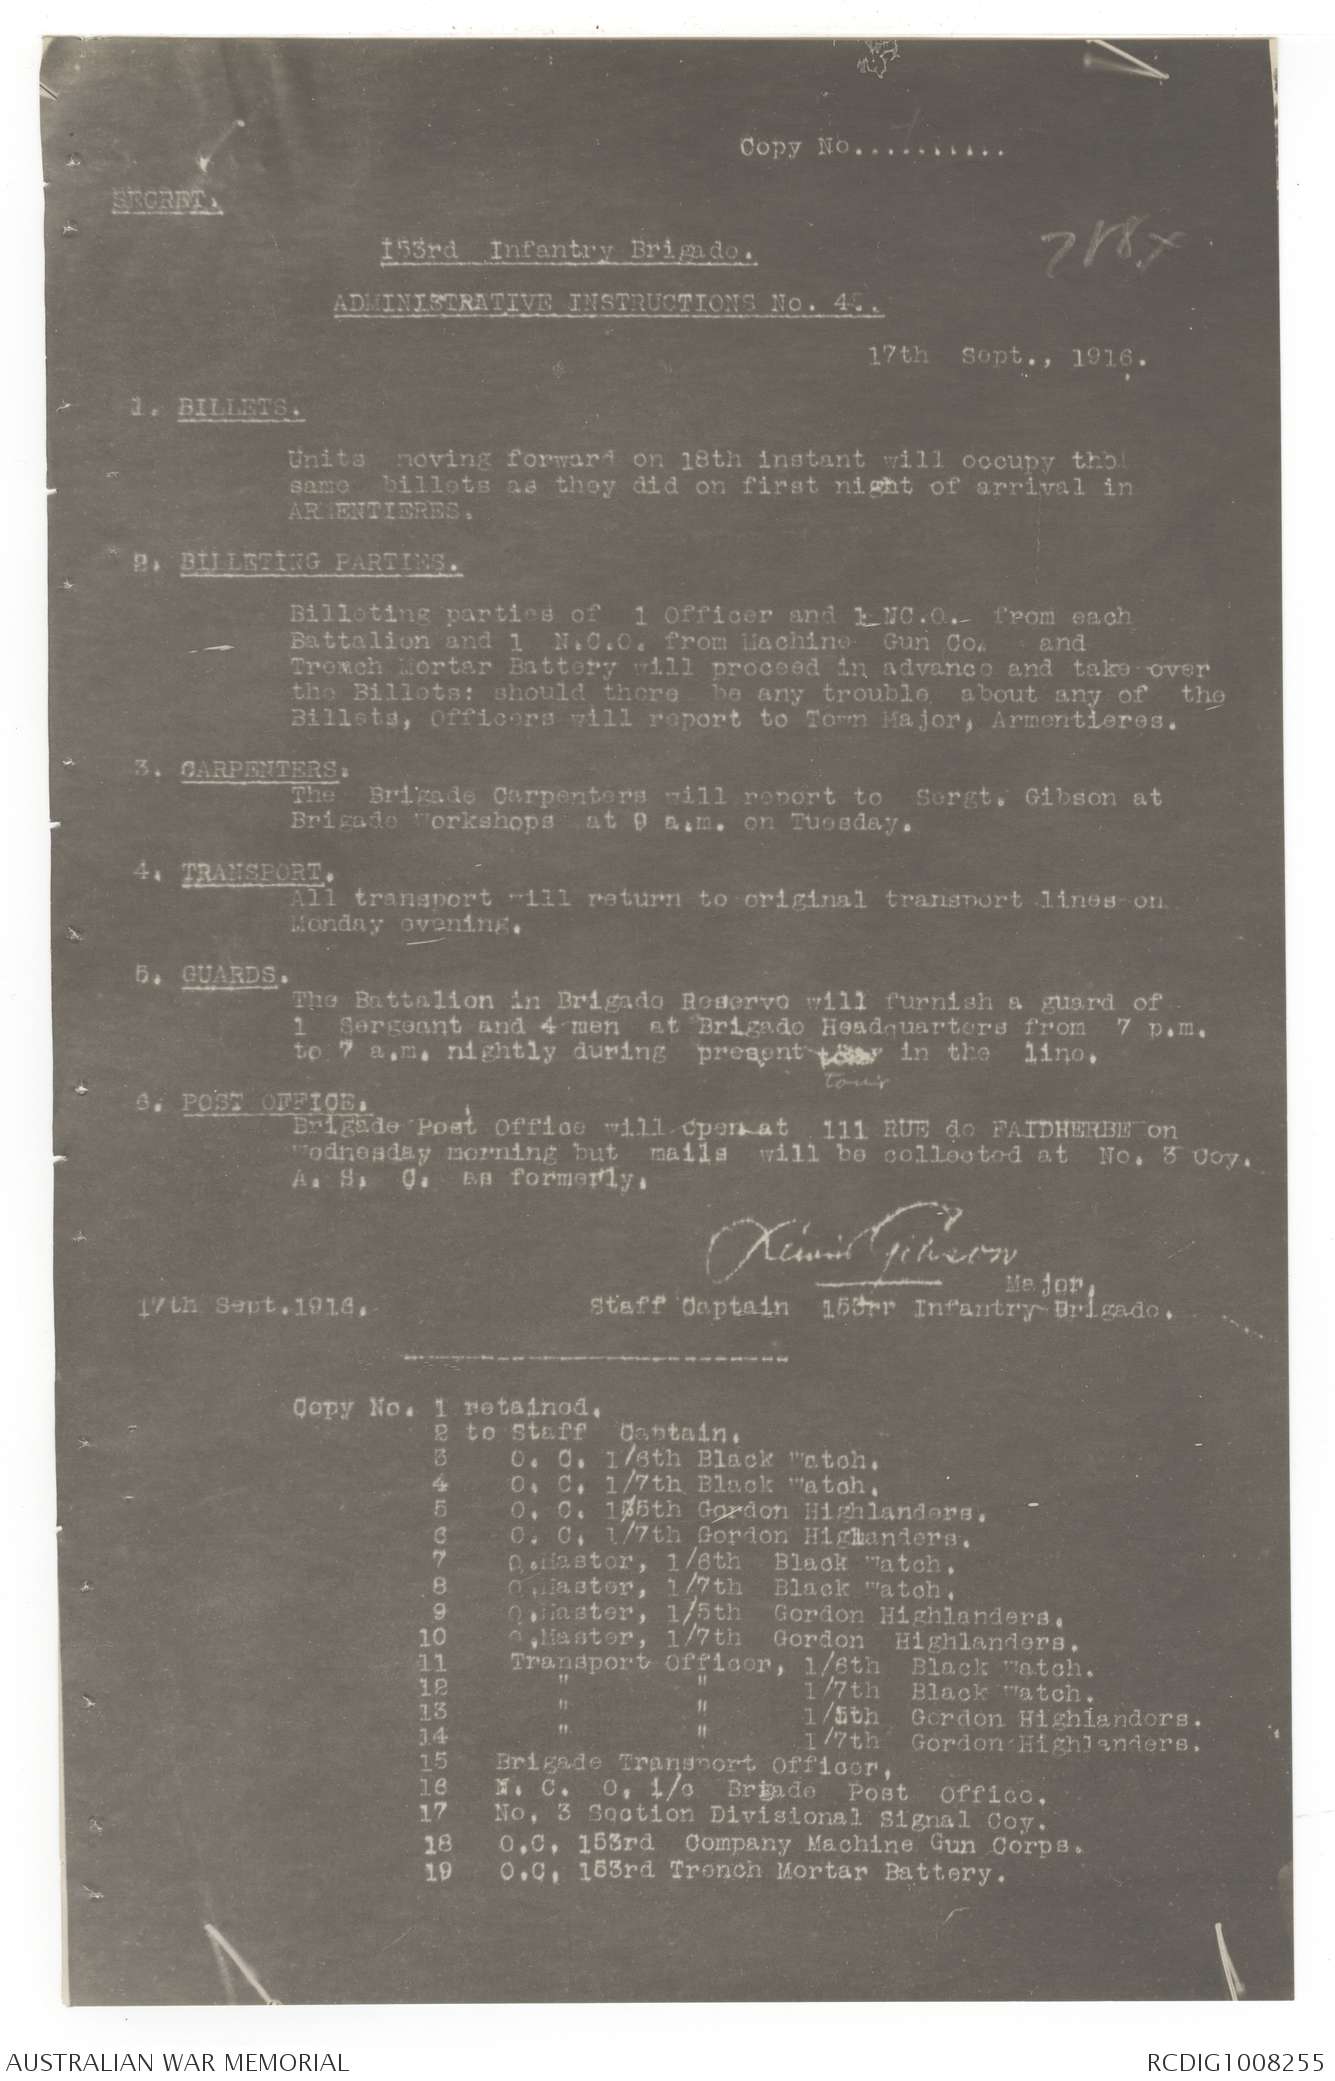 Copy No...........
SECRET.
153rd Infantry Brigade.
ADMINISTRATIVE INSTRUCTIONS No. 4
17th Sept., 1916.
1. BILLETS.
Units moving forward on 18th instant will occupy the
same billets as they did on first night of arrival in
ARMENTIERES.
2. BILLETING PARTIES.
Billeting parties of 1 Officer and 1 NC.O. from each
Battalion and 1 N.C.O. from Machine Gun Co. and
Trench Mortar Battery will proceed in advance and take over
the Billets: should there be any trouble about any of the
Billets, Officers will report to Town Major, Armentieres.
3. CARPENTERS.
The Brigade Carpenters will report to Sergt. Gibson at
Brigade Workshops at 9 a.m. on Tuesday.
4. TRANSPORT.
All transport will return to original transport lines on
Monday evening.
5. GUARDS.
The Battalion in Brigade Reserve will furnish a guard of
1 Sergeant and 4 men at Brigade Headquarters from 7 p.m.
to 7 a.m. nightly during present in the line.
tour
6. POST OFFICE.
Brigade Post Office will open at 111 RUE de FAIDHERBE on
Wednesday morning but mails will be collected at No. 3 Coy.
A. S. C. as formerly.
Gibson
Major,
17th Sept.1916. Staff Captain 153rr Infantry Brigade.
Copy No. 1 retained.
2 to Staff Captain.
3 O. C. 1/6th Black Watch.
4 O. C. 1/7th Black Watch.
5 O. C. 1/5th Gordon Highlanders.
6 O. C. 1/7th Gordon Highlanders.
7 Q.Master, 1/6th Black Watch.
8 Q.Master, 1/7th Black Watch.
9 Q.Master, 1/5th Gordon Highlanders.
10 Q.Master, 1/7th Gordon Highlanders.
11 Transport Officer, 1/6th Black Watch.
12 " " 1/7th Black Watch.
13 " " 1/5th Gordon Highlanders.
14 " " 1/7th Gordon Highlanders.
15 Brigade Transport Officer,
16 N. C. O. i/c Brigade Post Office.
17 No. 3 Section Divisional Signal Coy.
18 O.C. 153rd Company Machine Gun Corps.
19 O.C. 153rd Trench Mortar Battery.
AUSTRALIAN WAR MEMORIAL
RCDIG1008255